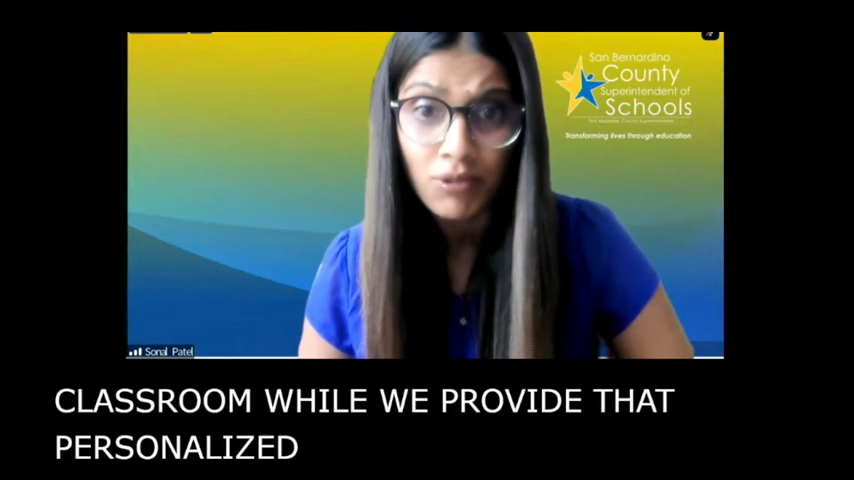 San Bernardino
County
Superintendent of
Schools
Transforming lives through education
Sonal Patel
CLASSROOM WHILE WE PROVIDE THAT
PERSONALIZED